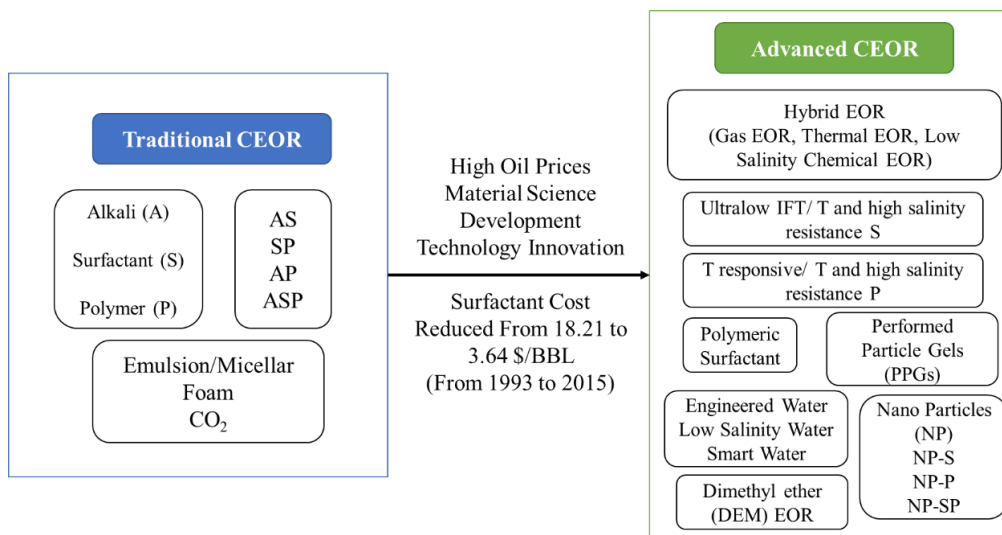 Traditional CEOR
Alkali (A)
Surfactant (S)
Polymer (P)
AS
SP
AP
ASP
Emulsion/Micellar
Foam
CO₂
High Oil Prices
Material Science
Development
Technology Innovation
Surfactant Cost
Reduced From 18.21 to
3.64 $/BBL
(From 1993 to 2015)
Advanced CEOR
Hybrid EOR
(Gas EOR, Thermal EOR, Low
Salinity Chemical EOR)
Ultralow IFT/ T and high salinity
resistance S
T responsive/ T and high salinity
resistance P
Polymeric
Surfactant
Performed
Particle Gels
(PPGs)
Engineered Water
Low Salinity Water
Smart Water
Nano Particles
(NP)
NP-S
NP-P
NP-SP
Dimethyl ether
(DEM) EOR